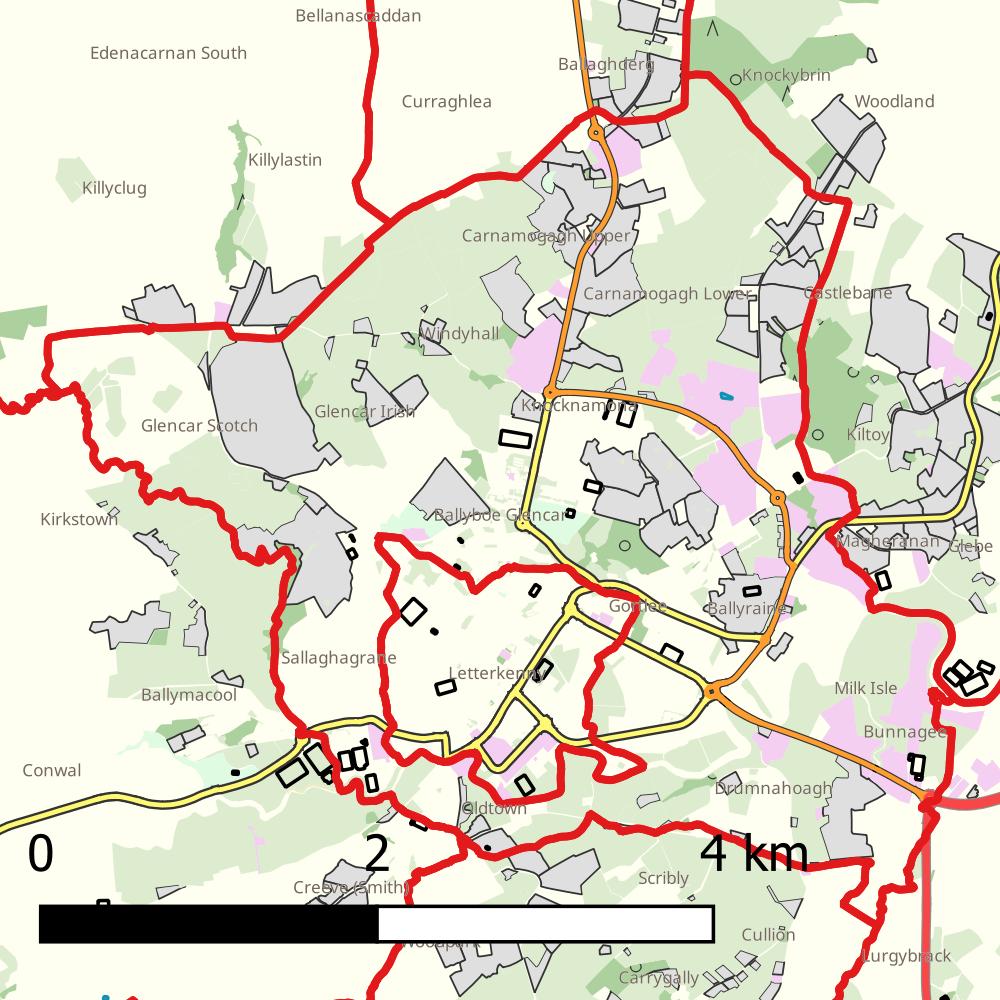 Bellanascaddan
Edenacarnan South
Ballaghderg
Knockybrin
Curraghlea
Woodland
Killylastin
Killyclug
Carnamogagh Upper
Carnamogagh Lower
Castlebane
Windyhall
Knocknamona
Glencar Irish
Glencar Scotch
Kiltoy
Kirkstown
Ballyboe Glencar
Magheranan
Glebe
Gortlee
Ballyraine
Sallaghagrane
Letterkenny
Milk Isle
Ballymacool
Bunnagee
Conwal
Drumnahoagh
Oldtown
0 2 4 km
Scribly
Creeve (Smith)
Cullion
Woodpark
Lurgybrack
Carrygally